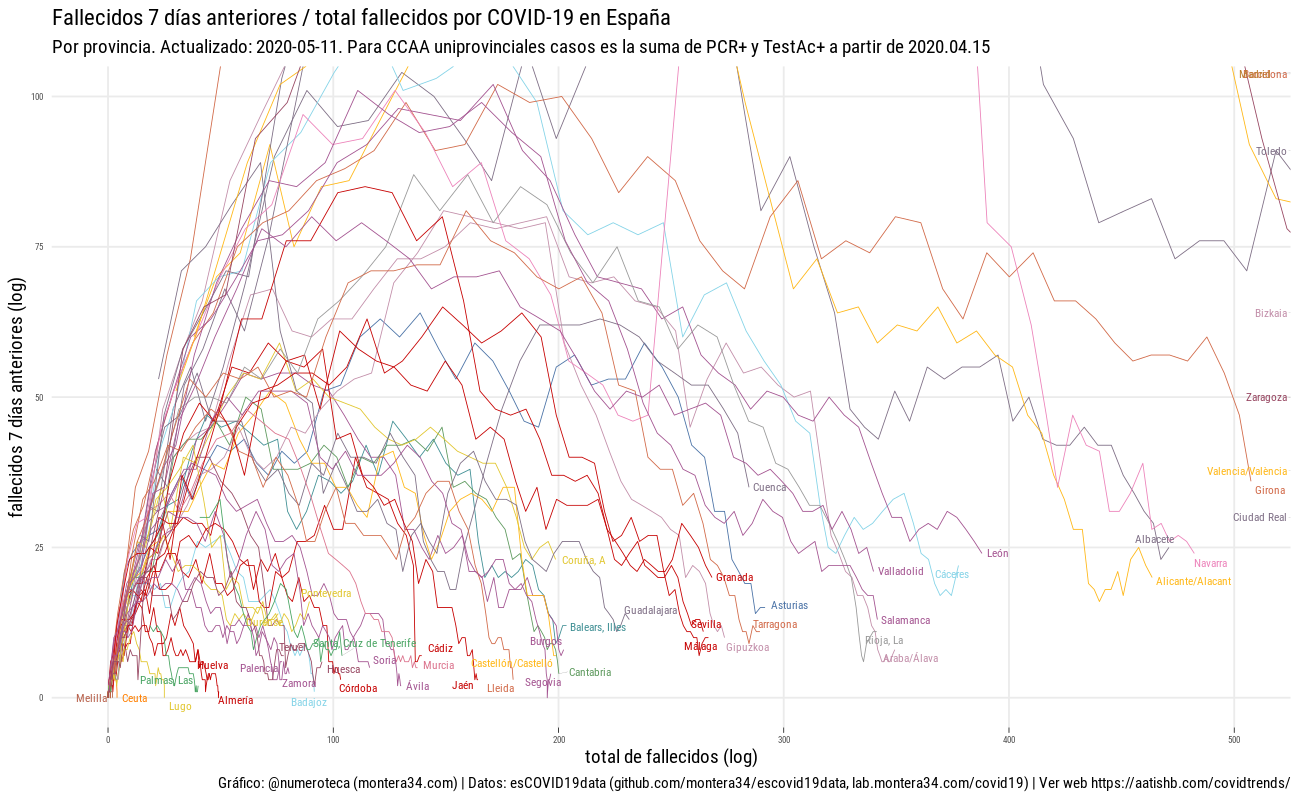 Fallecidos 7 días anteriores / total fallecidos por COVID-19 en España
Por provincia. Actualizado: 2020-05-11. Para CCAA uniprovinciales casos es la suma de PCR+ y TestAc+ a partir de 2020.04.15
fallecidos 7 días anteriores (log)
100
75
50
25
0
Barcelona
Toledo
Bizkaia
Zaragoza
Valencia/València
Cuenca
Girona
Ciudad Real
Albacete
León
Navarra
Coruña, A
Valladolid
Cáceres
Granada
Alicante/Alacant
Pontevedra
Guadalajara
Asturias
Salamanca
Balears, Illes
Sevilla
Tarragona
Teruel
Santa Cruz de Tenerife
Cádiz
Burgos
Málaga
Gipuzkoa
Rioja, La
Araba/Álava
Huelva
Palencia
Huesca
Soria
Murcia
Castellón/Castelló
Cantabria
Palmas, Las
Zamora
Córdoba
Ávila
Jaén
Lleida
Segovia
Melilla
Ceuta
Lugo
Almería
Badajoz
0
100
200
300
400
500
total de fallecidos (log)
Gráfico: @numeroteca (montera34.com) | Datos: esCOVID19data (github.com/montera34/escovid19data, lab.montera34.com/covid19) | Ver web https://aatishb.com/covidtrends/